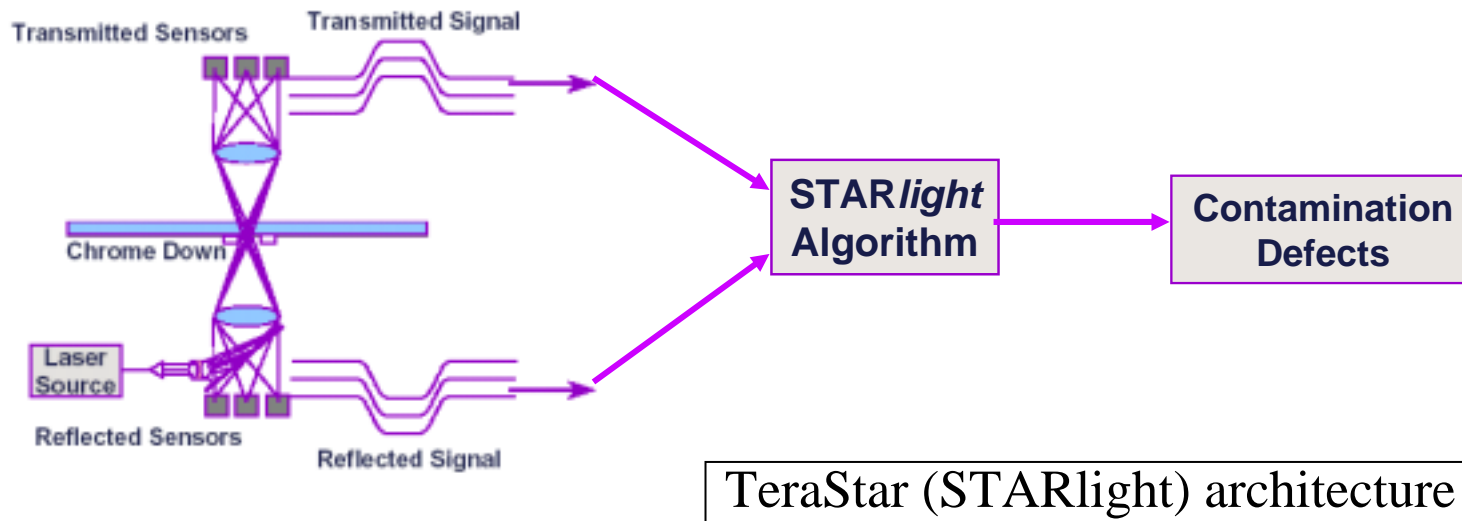 Transmitted Sensors
Transmitted Signal
Chrome Down
Laser
Source
Reflected Sensors
Reflected Signal
STARlight
Algorithm
Contamination
Defects
TeraStar (STARlight) architecture